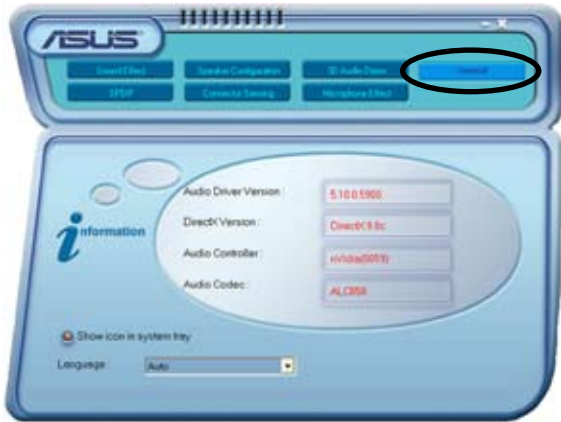 ASUS
Sound Effect Speaker Configuration 3D Audio Demo General
S/PDIF Connector Sensing Microphone Effect
Audio Driver Version :
5.10.0.5900
DirectX Version :
DirectX 9.0c
information
Audio Controller :
nVidia(0059)
Audio Codec :
ALC850
Show icon in system tray
Language : Auto